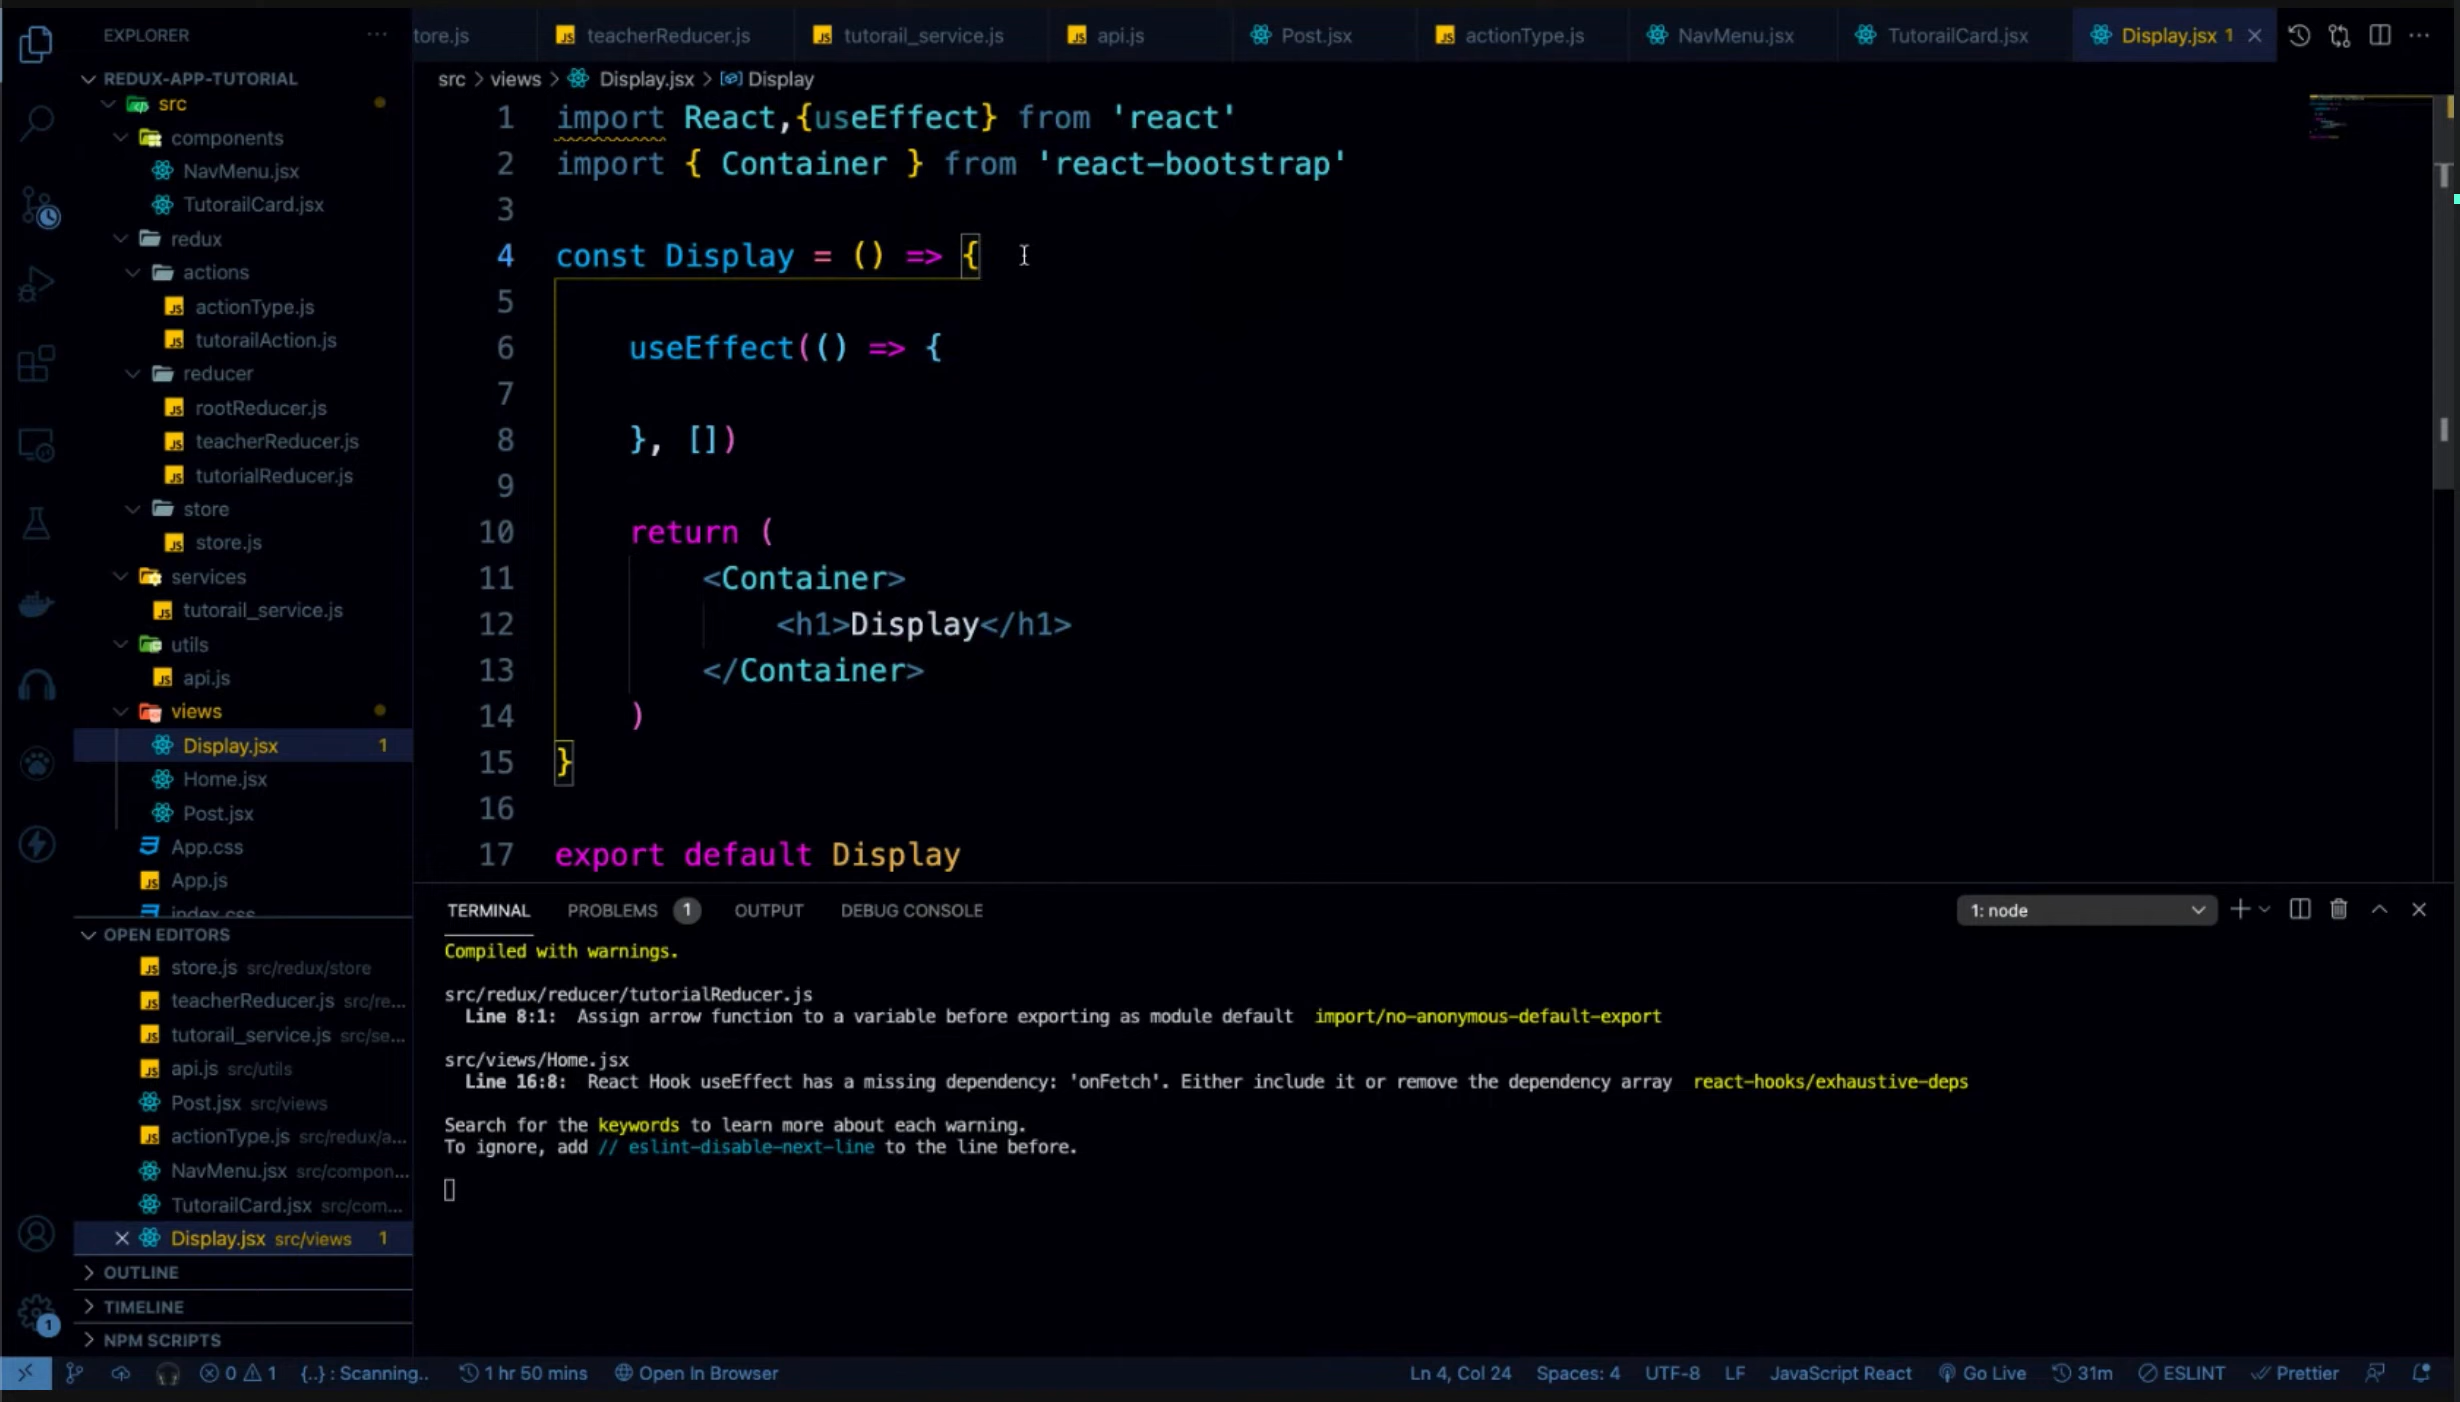 EXPLORER
REDUX-APP-TUTORIAL
src
components
NavMenu.jsx
TutorailCard.jsx
redux
actions
actionType.js
tutorailAction.js
reducer
rootReducer.js
teacherReducer.js
tutorialReducer.js
store
store.js
services
tutorail_service.js
utils
api.js
views
Display.jsx 1
Home.jsx
Post.jsx
App.css
App.js
index.css
OPEN EDITORS
store.js src/redux/store
teacherReducer.js src/re...
tutorail_service.js src/se...
api.js src/utils
Post.jsx src/views
actionType.js src/redux/a...
NavMenu.jsx src/compon...
TutorailCard.jsx src/com...
Display.jsx src/views 1
OUTLINE
TIMELINE
NPM SCRIPTS
1
tore.js teacherReducer.js tutorail_service.js api.js Post.jsx actionType.js NavMenu.jsx TutorailCard.jsx Display.jsx 1
src > views > Display.jsx > Display
1 import React,{useEffect} from 'react'
2 import { Container } from 'react-bootstrap'
3
4 const Display = () => {
5
6 useEffect(() => {
7
8 }, [])
9
10 return (
11 <Container>
12 <h1>Display</h1>
13 </Container>
14 )
15 }
16
17 export default Display
TERMINAL PROBLEMS 1 OUTPUT DEBUG CONSOLE 1: node
Compiled with warnings.
src/redux/reducer/tutorialReducer.js
Line 8:1: Assign arrow function to a variable before exporting as module default import/no-anonymous-default-export
src/views/Home.jsx
Line 16:8: React Hook useEffect has a missing dependency: 'onFetch'. Either include it or remove the dependency array react-hooks/exhaustive-deps
Search for the keywords to learn more about each warning.
To ignore, add // eslint-disable-next-line to the line before.
0 1 {..} : Scanning.. 1 hr 50 mins Open In Browser Ln 4, Col 24 Spaces: 4 UTF-8 LF JavaScript React Go Live 31m ESLINT Prettier